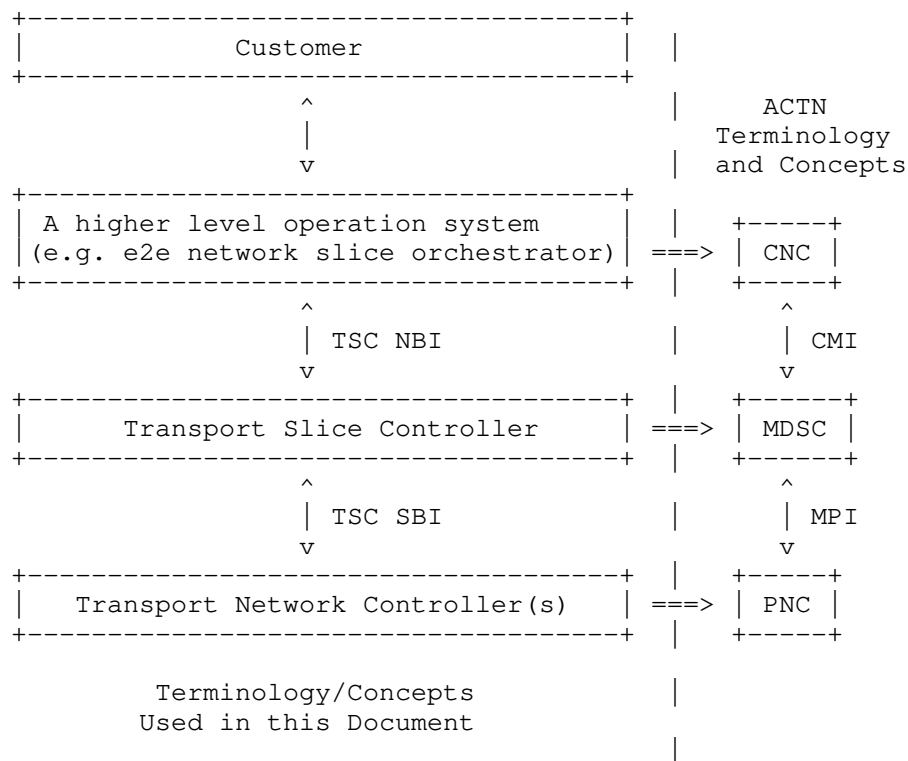 Customer
ACTN
Terminology
and Concepts
A higher level operation system
(e.g. e2e network slice orchestrator) ===> CNC
TSC NBI CMI
Transport Slice Controller ===> MDSC
TSC SBI MPI
Transport Network Controller(s) ===> PNC
Terminology/Concepts
Used in this Document